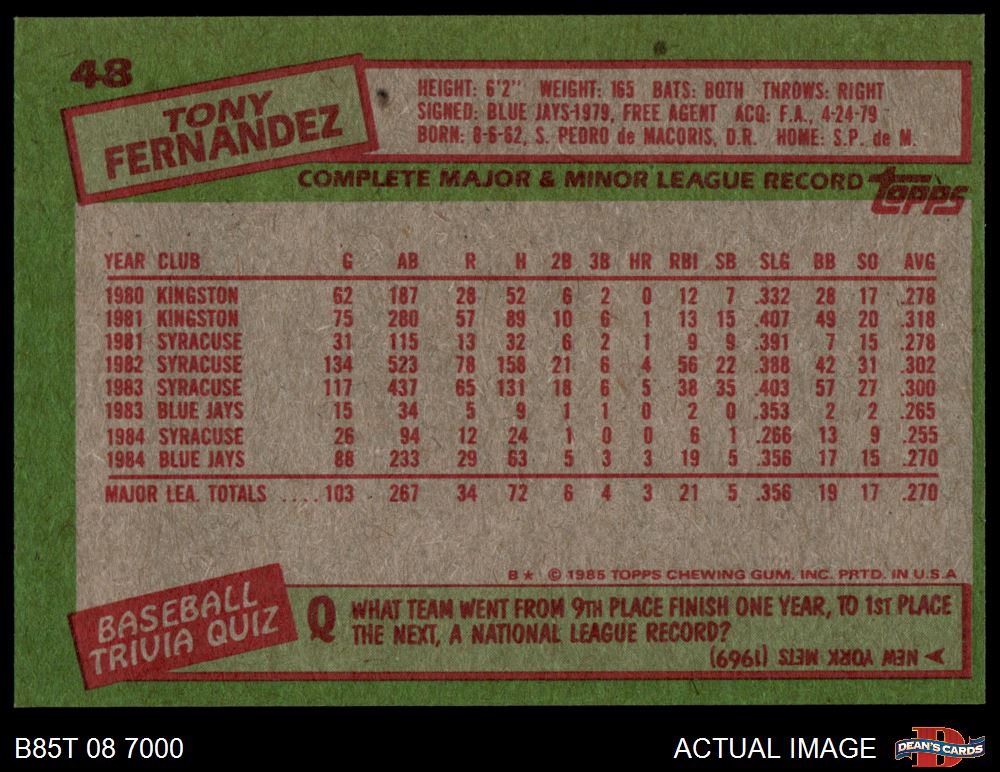 48
TONY
FERNANDEZ
HEIGHT: 6'2" WEIGHT: 165 BATS: BOTH THROWS: RIGHT
SIGNED: BLUE JAYS-1979, FREE AGENT ACQ: F.A., 4-24-79
BORN: 8-6-62, S. PEDRO de MACORIS, D.R. HOME: S.P. de M.
COMPLETE MAJOR & MINOR LEAGUE RECORD topps
YEAR CLUB G AB R H 2B 3B HR RBI SB SLG BB SO AVG
1980 KINGSTON 62 187 28 52 6 2 0 12 7 .332 28 17 .278
1981 KINGSTON 75 280 57 89 10 6 1 13 15 .407 49 20 .318
1981 SYRACUSE 31 115 13 32 6 2 1 9 9 .391 7 15 .278
1982 SYRACUSE 134 523 78 158 21 6 4 56 22 .388 42 31 .302
1983 SYRACUSE 117 437 65 131 18 6 5 38 35 .403 57 27 .300
1983 BLUE JAYS 15 34 5 9 1 1 0 2 0 .353 2 2 .265
1984 SYRACUSE 26 94 12 24 1 0 0 6 1 .266 13 9 .255
1984 BLUE JAYS 88 233 29 63 5 3 3 19 5 .356 17 15 .270
MAJOR LEA. TOTALS ....103 267 34 72 6 4 3 21 5 .356 19 17 .270
B★ © 1985 TOPPS CHEWING GUM, INC. PRTD. IN U.S.A
BASEBALL
TRIVIA QUIZ
Q WHAT TEAM WENT FROM 9TH PLACE FINISH ONE YEAR, TO 1ST PLACE
THE NEXT, A NATIONAL LEAGUE RECORD?
A NEW YORK METS (1969)
B85T 08 7000 ACTUAL IMAGE DEAN'S CARDS